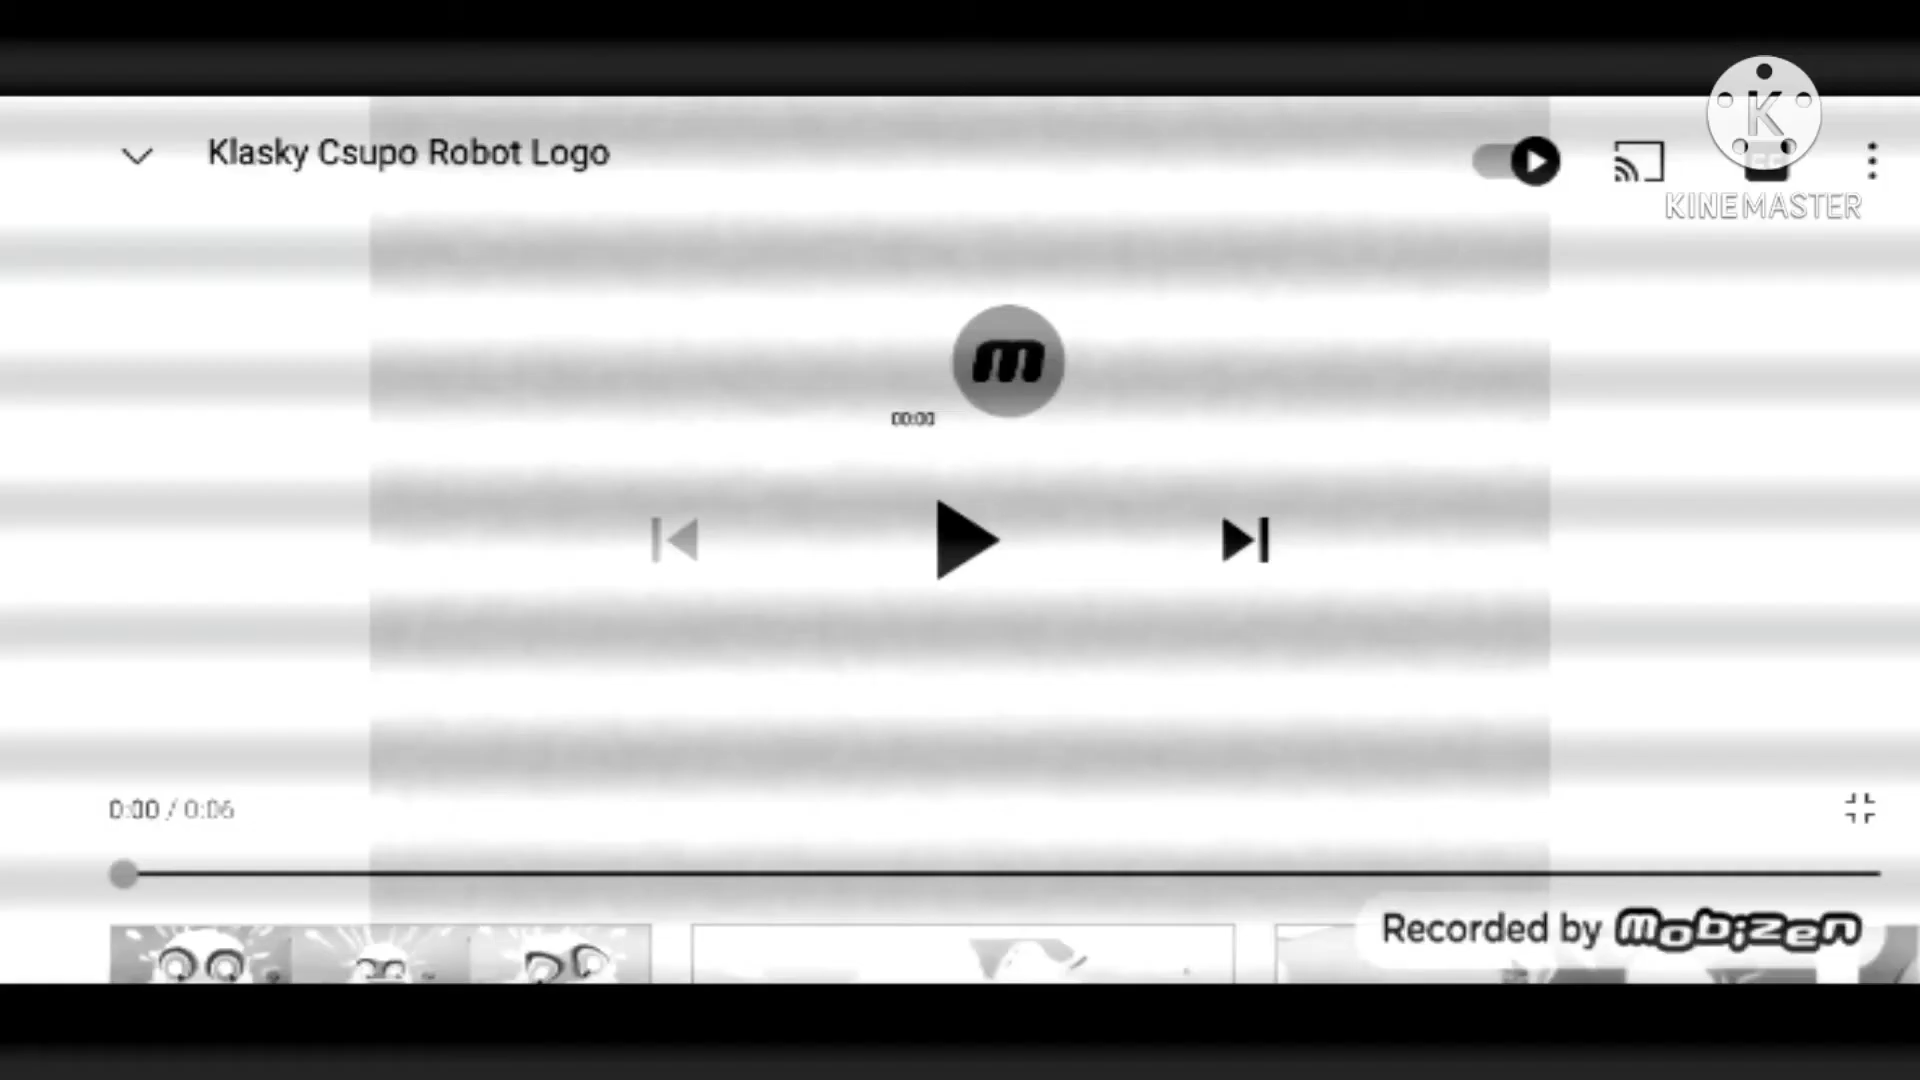 Klasky Csupo Robot Logo
K
KINEMASTER
m
00:00
0:00 / 0:06
Recorded by mobizen